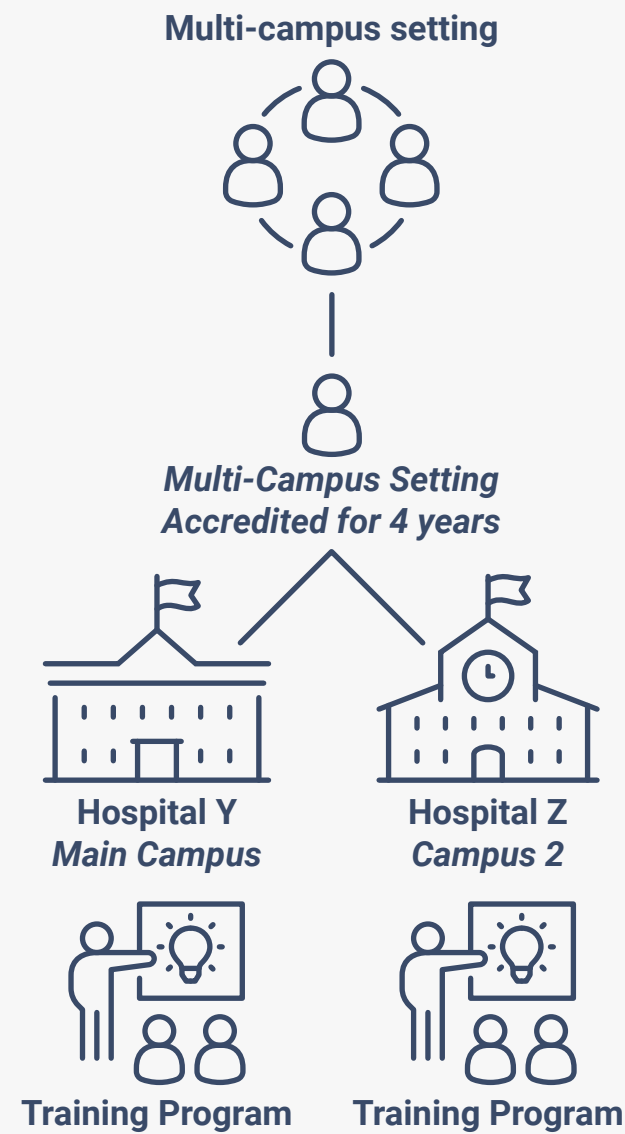 Multi-campus setting
Multi-Campus Setting
Accredited for 4 years
Hospital Y
Main Campus
Hospital Z
Campus 2
Training Program
Training Program